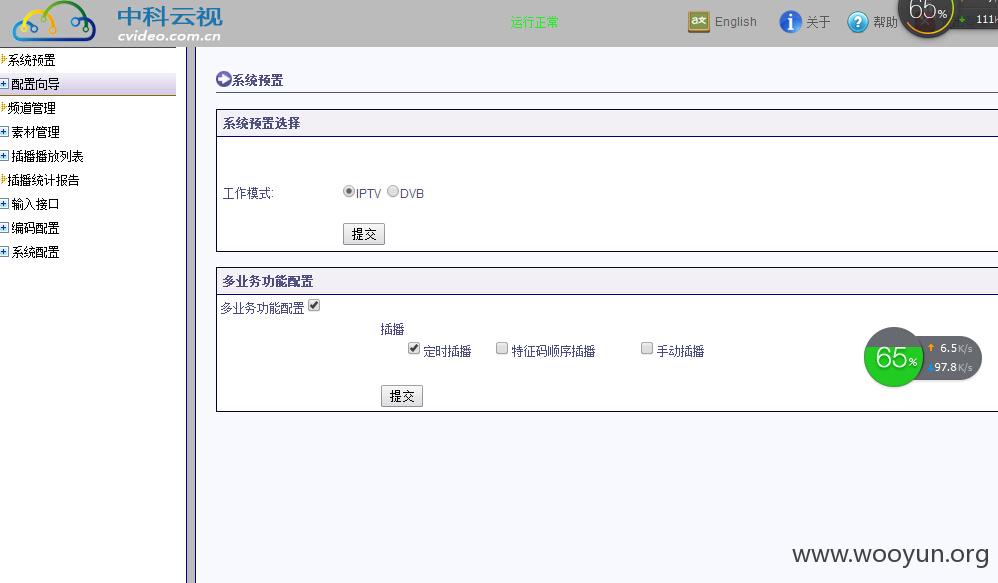 中科云视
cvideo.com.cn
运行正常
English
关于
帮助
65%
111k
系统预置
配置向导
频道管理
素材管理
插播播放列表
插播统计报告
输入接口
编码配置
系统配置
系统预置
系统预置选择
工作模式:
IPTV DVB
提交
多业务功能配置
多业务功能配置
插播
定时插播 特征码顺序插播 手动插播
提交
65%
6.5K/s
97.8K/s
www.wooyun.org